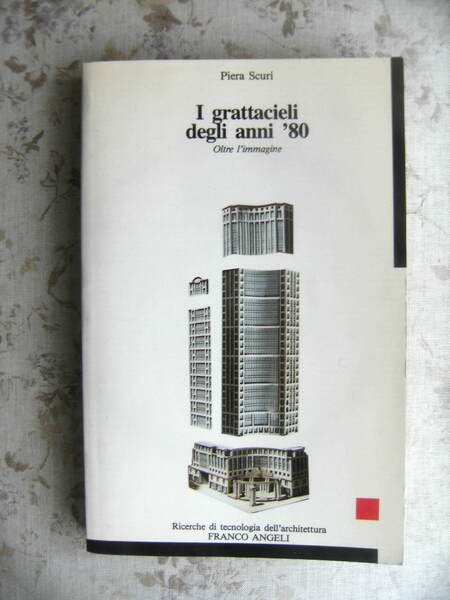 Piera Scuri
I grattacieli
degli anni '80
Oltre l'immagine
Ricerche di tecnologia dell'architettura
FRANCO ANGELI